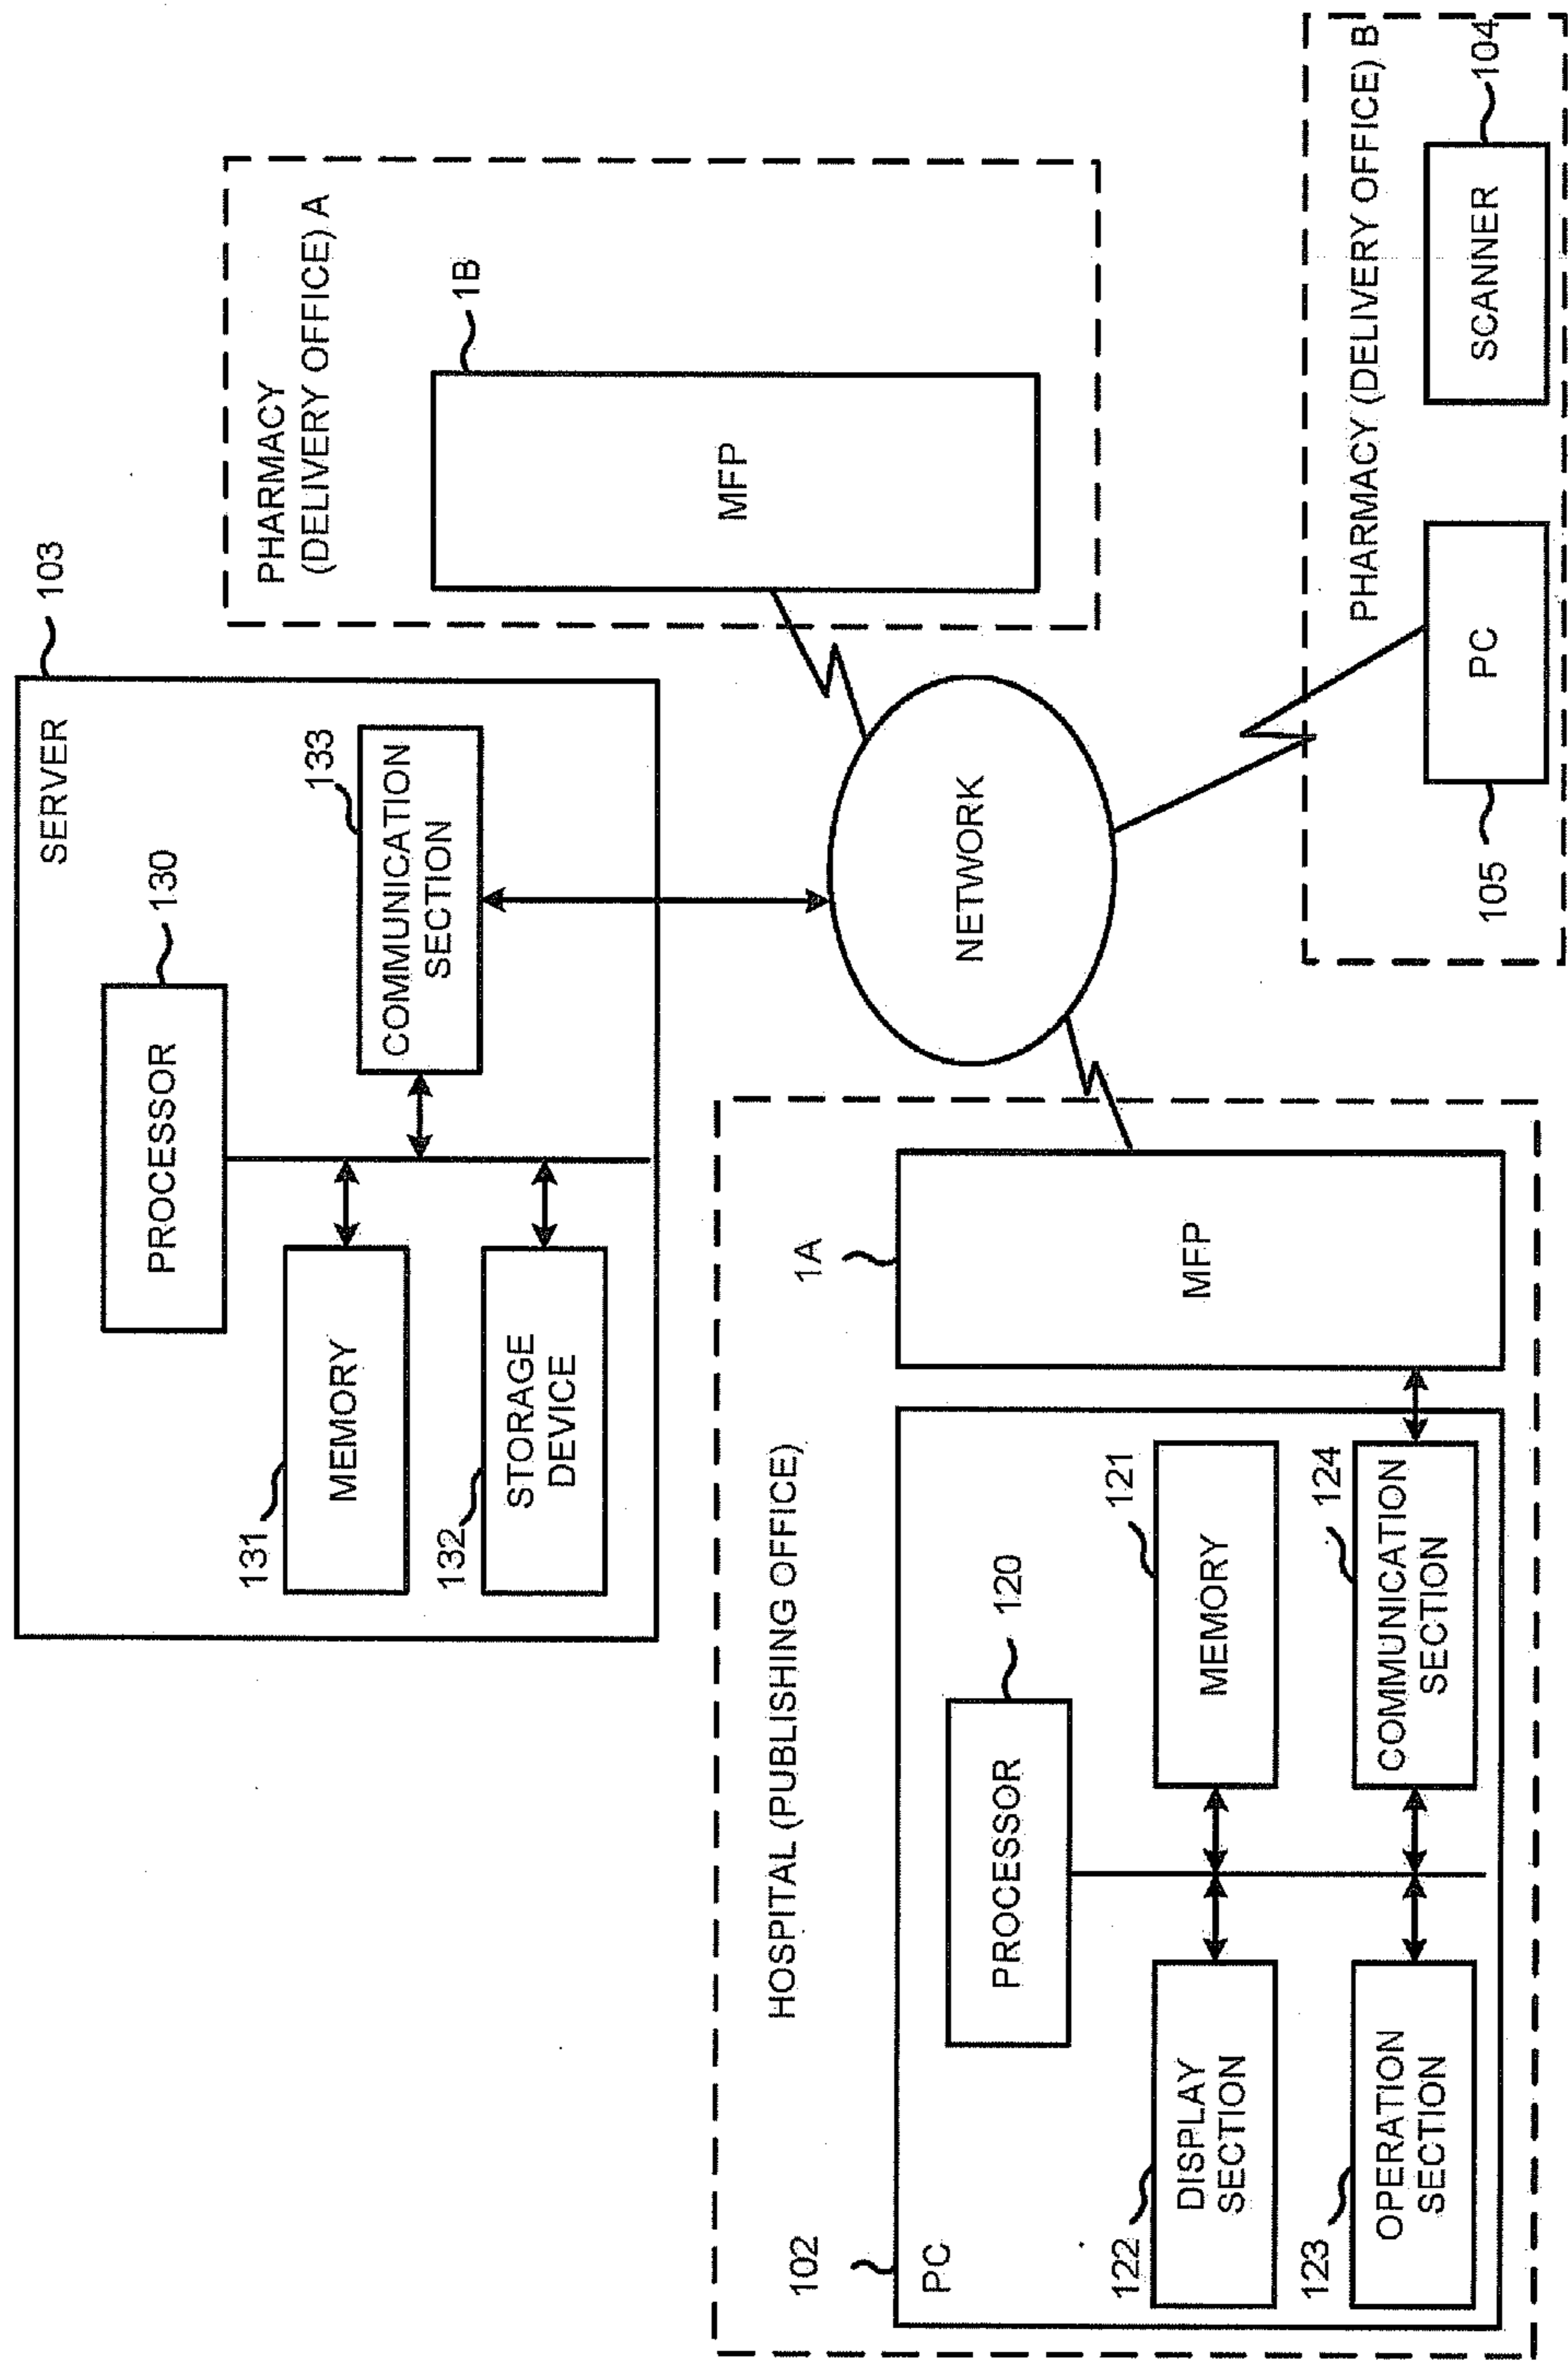 SERVER
103
PROCESSOR
130
131
MEMORY
133
COMMUNICATION
SECTION
132
STORAGE
DEVICE
PHARMACY
(DELIVERY OFFICE) A
1B
MFP
NETWORK
HOSPITAL (PUBLISHING OFFICE)
102
PC
PROCESSOR
120
122
DISPLAY
SECTION
121
MEMORY
123
OPERATION
SECTION
124
COMMUNICATION
SECTION
1A
MFP
PHARMACY (DELIVERY OFFICE) B
105
PC
SCANNER
104